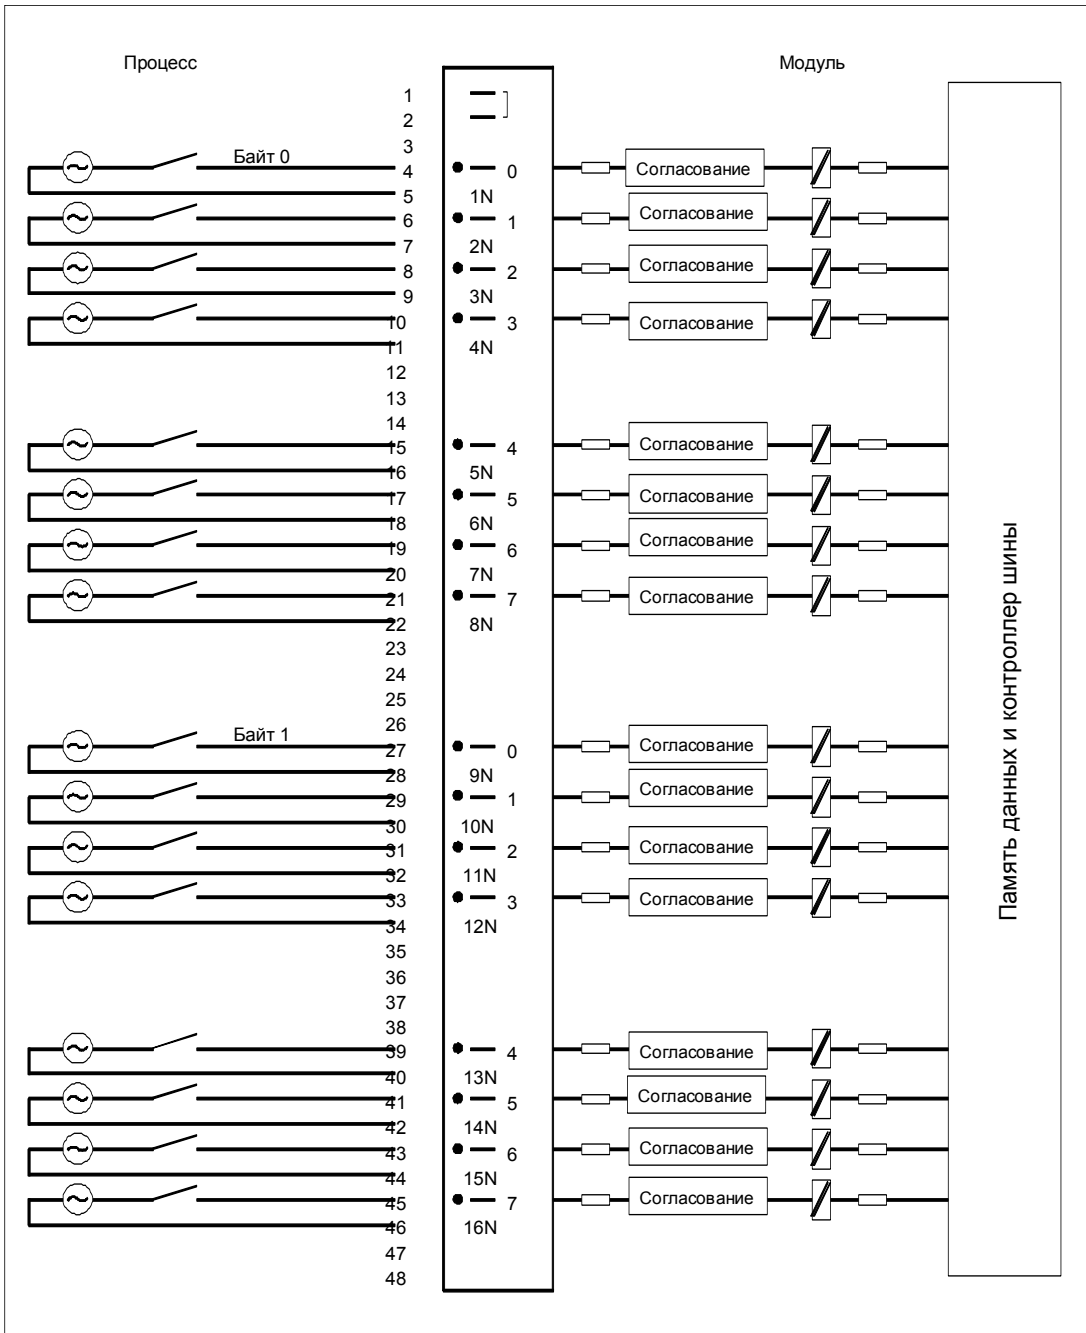 Процесс Модуль
1
2
3
Байт 0
4 0 Согласование
5 1N
6 1 Согласование
7 2N
8 2 Согласование
9 3N
10 3 Согласование
11 4N
12
13
14
15 4 Согласование
16 5N
17 5 Согласование
18 6N
19 6 Согласование
20 7N
21 7 Согласование
22 8N
23
24
25
26
Байт 1
27 0 Согласование
28 9N
29 1 Согласование
30 10N
31 2 Согласование
32 11N
33 3 Согласование
34 12N
35
36
37
38
39 4 Согласование
40 13N
41 5 Согласование
42 14N
43 6 Согласование
44 15N
45 7 Согласование
46 16N
47
48
Память данных и контроллер шины